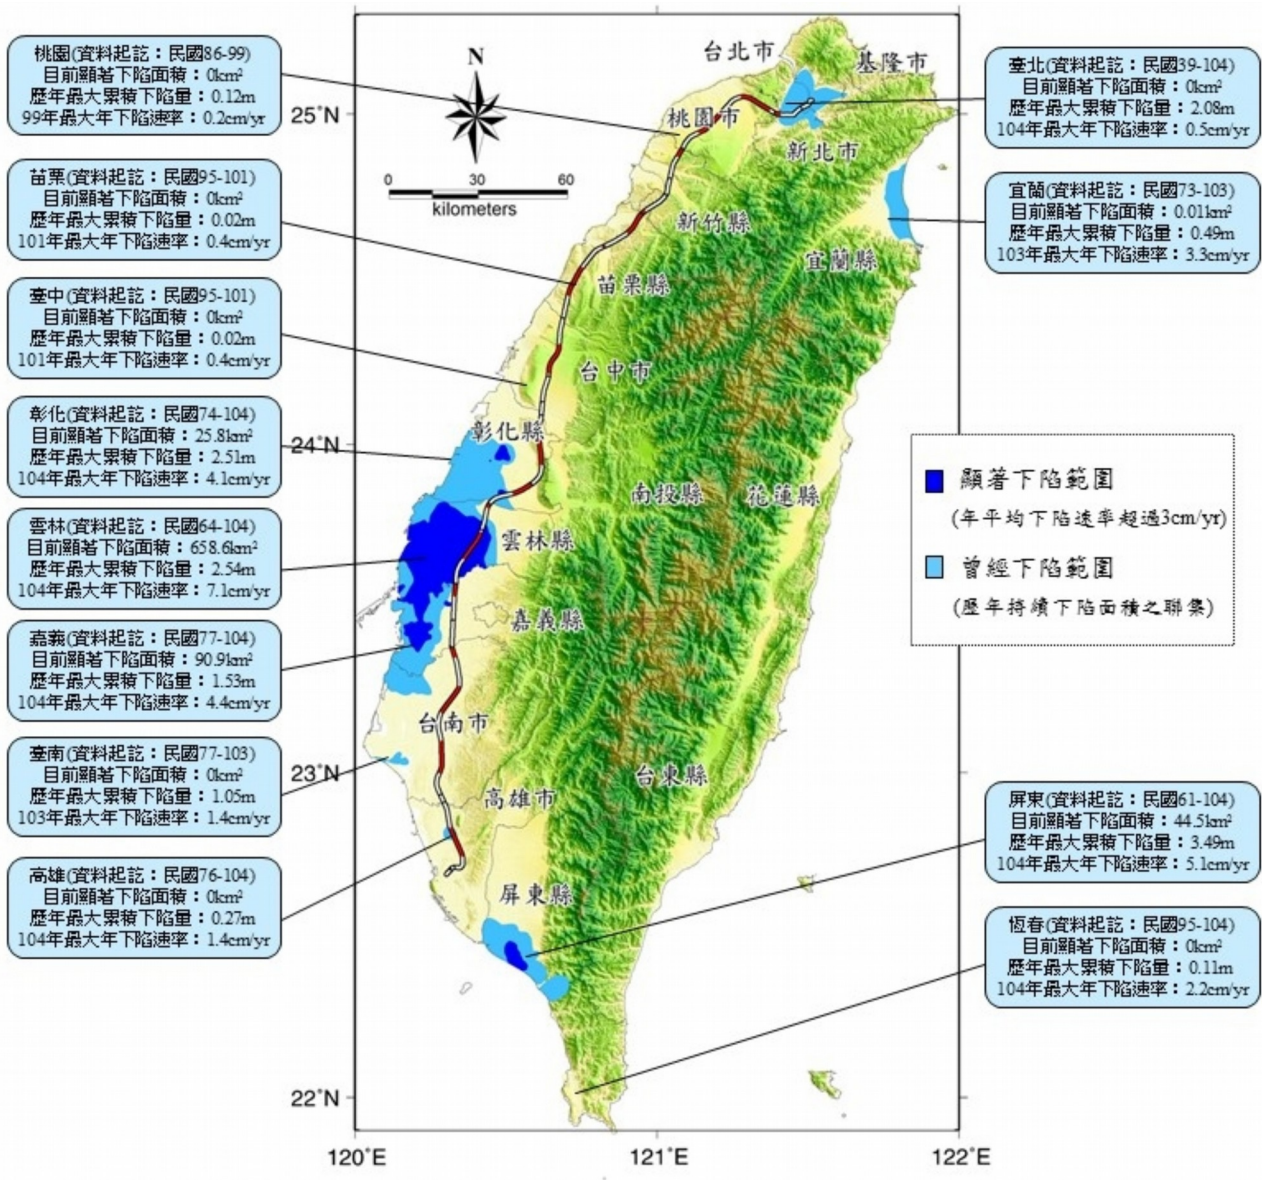 桃園(資料起訖：民國86-99)
目前顯著下陷面積：0km²
歷年最大累積下陷量：0.12m
99年最大年下陷速率：0.2cm/yr
苗栗(資料起訖：民國95-101)
目前顯著下陷面積：0km²
歷年最大累積下陷量：0.02m
101年最大年下陷速率：0.4cm/yr
臺中(資料起訖：民國95-101)
目前顯著下陷面積：0km²
歷年最大累積下陷量：0.02m
101年最大年下陷速率：0.4cm/yr
彰化(資料起訖：民國74-104)
目前顯著下陷面積：25.8km²
歷年最大累積下陷量：2.51m
104年最大年下陷速率：4.1cm/yr
雲林(資料起訖：民國64-104)
目前顯著下陷面積：658.6km²
歷年最大累積下陷量：2.54m
104年最大年下陷速率：7.1cm/yr
嘉義(資料起訖：民國77-104)
目前顯著下陷面積：90.9km²
歷年最大累積下陷量：1.53m
104年最大年下陷速率：4.4cm/yr
臺南(資料起訖：民國77-103)
目前顯著下陷面積：0km²
歷年最大累積下陷量：1.05m
103年最大年下陷速率：1.4cm/yr
高雄(資料起訖：民國76-104)
目前顯著下陷面積：0km²
歷年最大累積下陷量：0.27m
104年最大年下陷速率：1.4cm/yr
N
0 30 60
kilometers
25°N
24°N
23°N
22°N
120°E
121°E
122°E
台北市
基隆市
桃園市
新北市
新竹縣
宜蘭縣
苗栗縣
台中市
彰化縣
南投縣
花蓮縣
雲林縣
嘉義縣
台南市
台東縣
高雄市
屏東縣
臺北(資料起訖：民國39-104)
目前顯著下陷面積：0km²
歷年最大累積下陷量：2.08m
104年最大年下陷速率：0.5cm/yr
宜蘭(資料起訖：民國73-103)
目前顯著下陷面積：0.01km²
歷年最大累積下陷量：0.49m
103年最大年下陷速率：3.3cm/yr
顯著下陷範圍
(年平均下陷速率超過3cm/yr)
曾經下陷範圍
(歷年持續下陷面積之聯集)
屏東(資料起訖：民國61-104)
目前顯著下陷面積：44.5km²
歷年最大累積下陷量：3.49m
104年最大年下陷速率：5.1cm/yr
恆春(資料起訖：民國95-104)
目前顯著下陷面積：0km²
歷年最大累積下陷量：0.11m
104年最大年下陷速率：2.2cm/yr